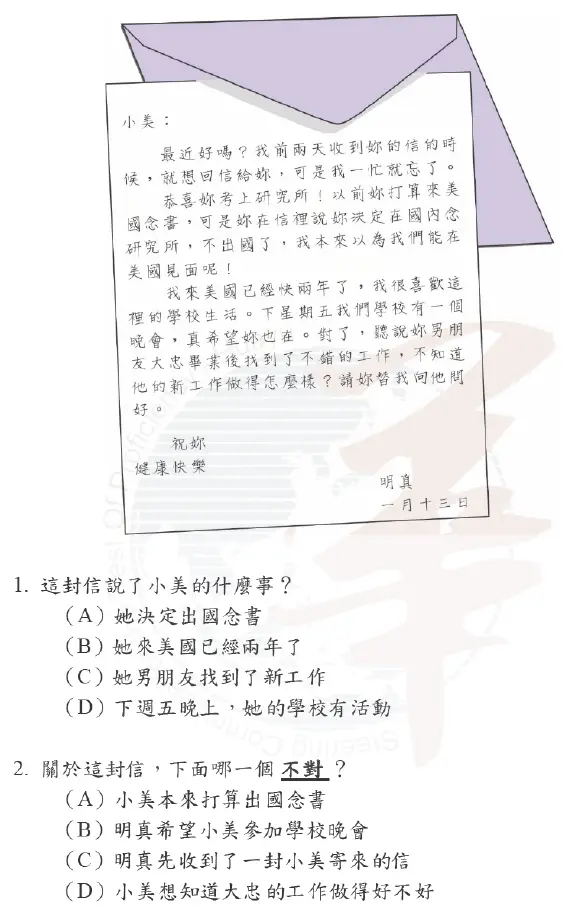 小美：
最近好嗎？我前兩天收到妳的信的時
候，就想回信給妳，可是我一忙就忘了。
恭喜妳考上研究所！以前妳打算來美
國念書，可是妳在信裡說妳決定在國內念
研究所，不出國了，我本來以為我們能在
美國見面呢！
我來美國已經快兩年了，我很喜歡這
裡的學校生活。下星期五我們學校有一個
晚會，真希望妳也在。對了，聽說妳男朋
友大忠畢業後找到了不錯的工作，不知道
他的新工作做得怎麼樣？請妳替我向他問
好。
祝妳
健康快樂
明真
一月十三日
1. 這封信說了小美的什麼事？
（A）她決定出國念書
（B）她來美國已經兩年了
（C）她男朋友找到了新工作
（D）下週五晚上，她的學校有活動
2. 關於這封信，下面哪一個 不對 ？
（A）小美本來打算出國念書
（B）明真希望小美參加學校晚會
（C）明真先收到了一封小美寄來的信
（D）小美想知道大忠的工作做得好不好